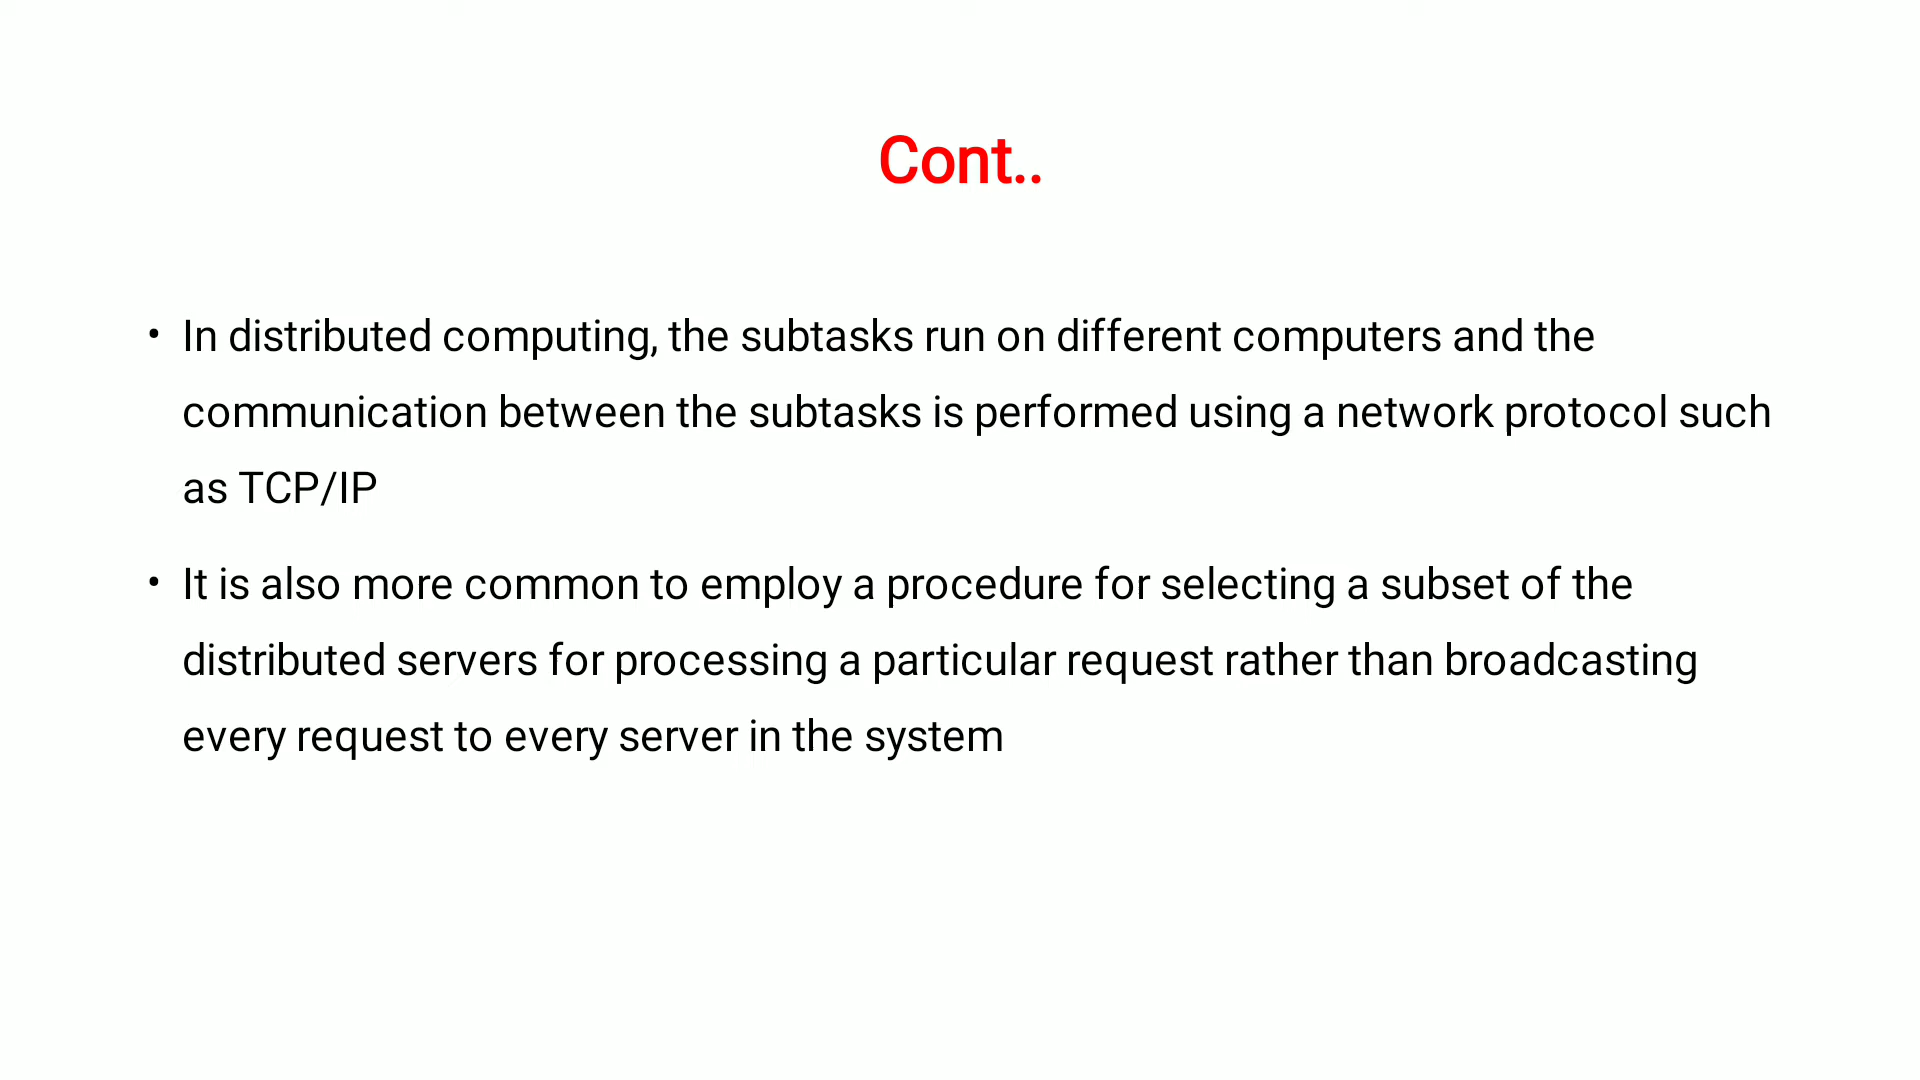 Cont..
• In distributed computing, the subtasks run on different computers and the
communication between the subtasks is performed using a network protocol such
as TCP/IP
• It is also more common to employ a procedure for selecting a subset of the
distributed servers for processing a particular request rather than broadcasting
every request to every server in the system